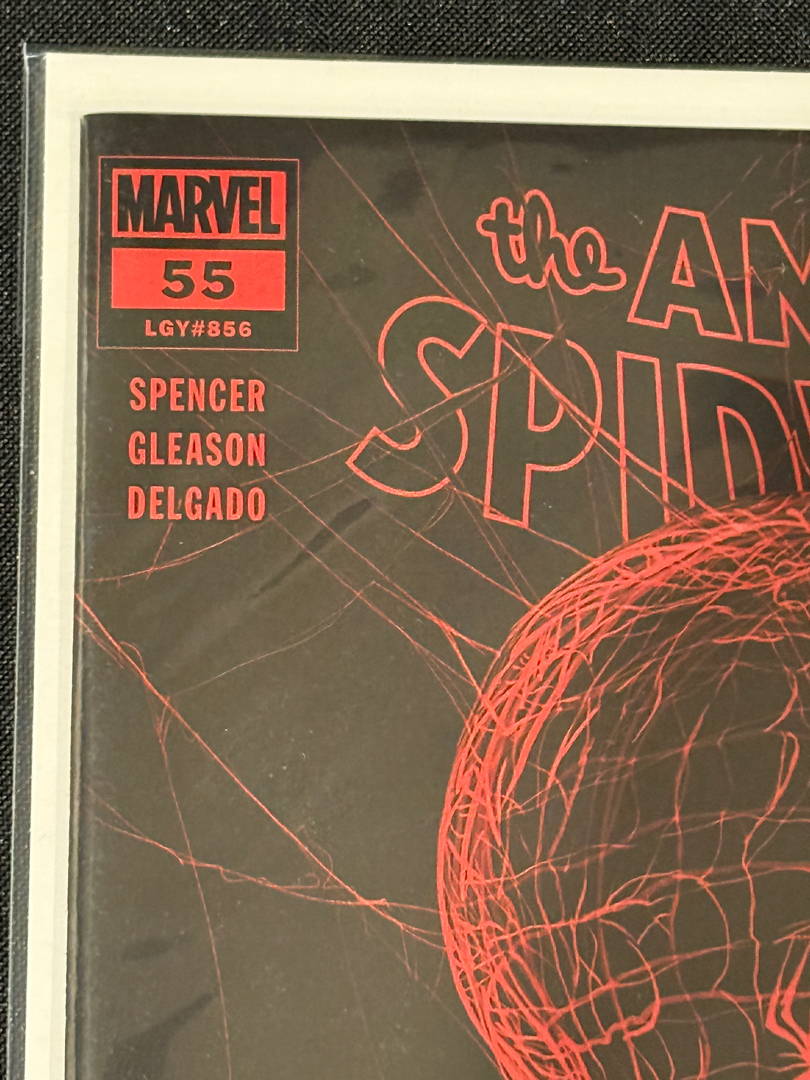 MARVEL
55
LGY#856
SPENCER
GLEASON
DELGADO
the AM
SPID